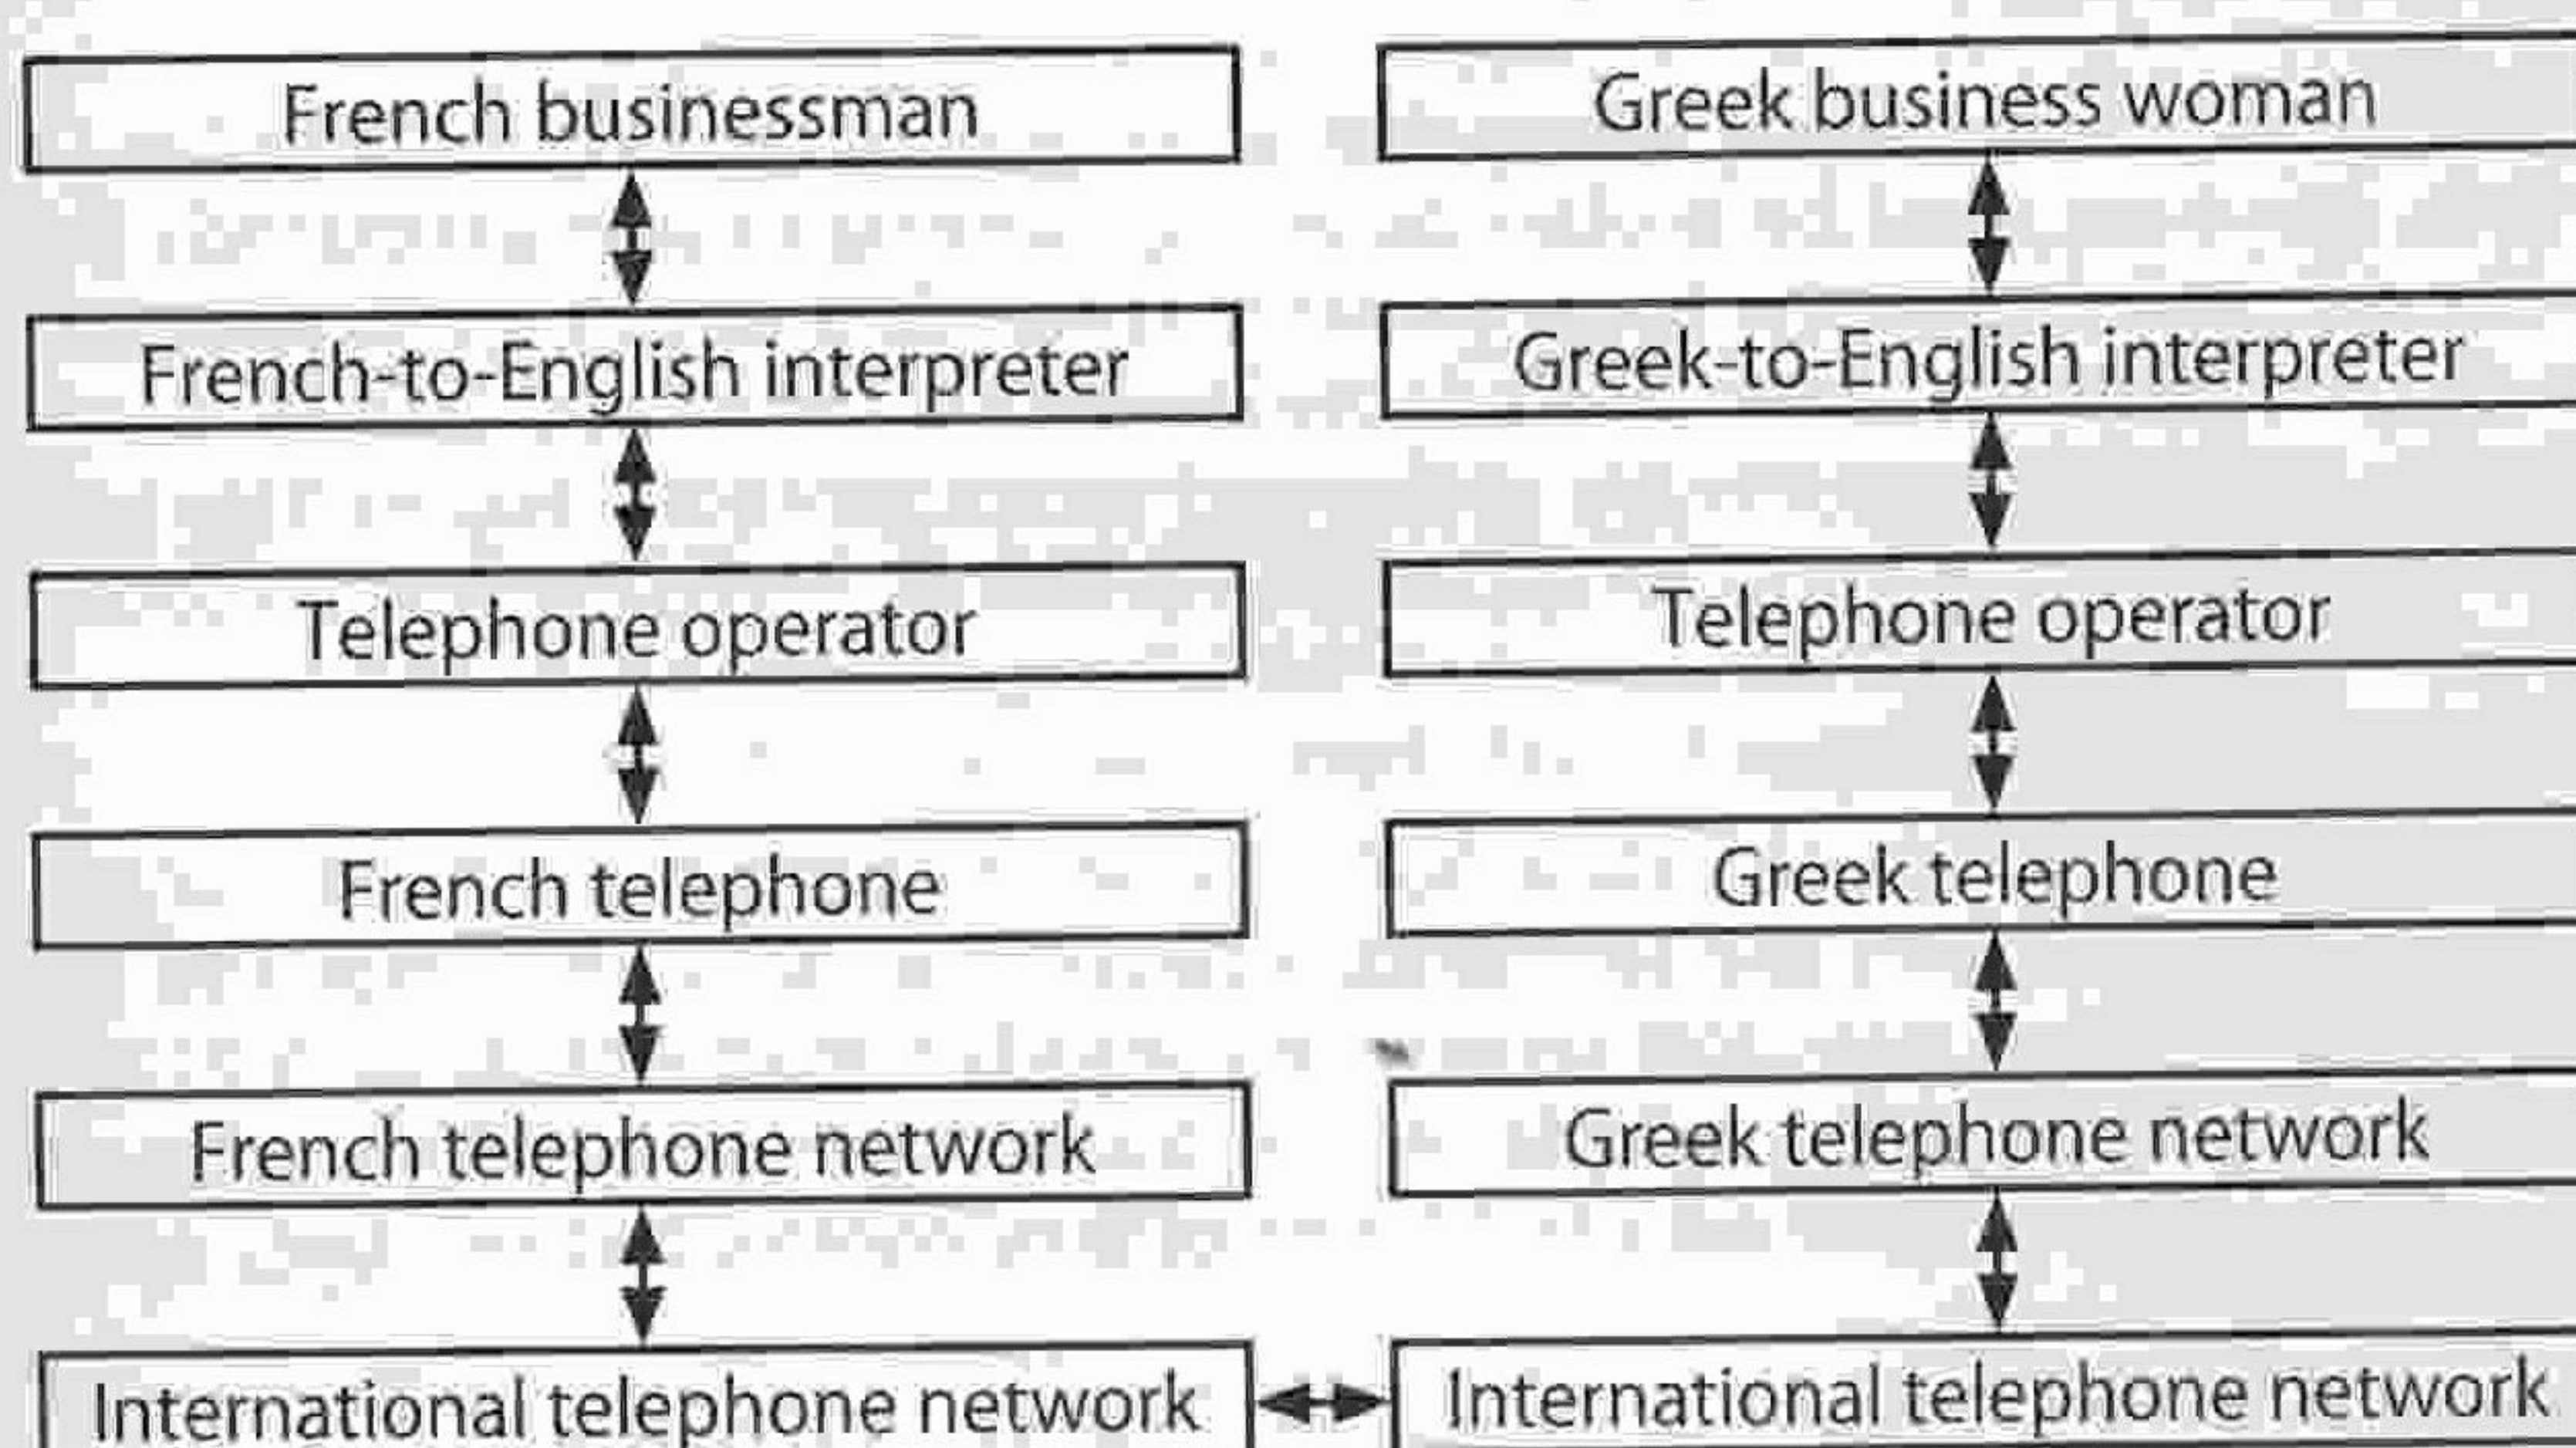 French businessman
Greek business woman
French-to-English interpreter
Greek-to-English interpreter
Telephone operator
Telephone operator
French telephone
Greek telephone
French telephone network
Greek telephone network
International telephone network
International telephone network